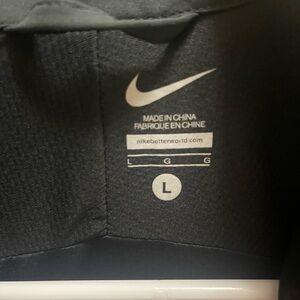 MADE IN CHINA
FABRIQUE EN CHINE
nikebetterworld.com
L G G
L